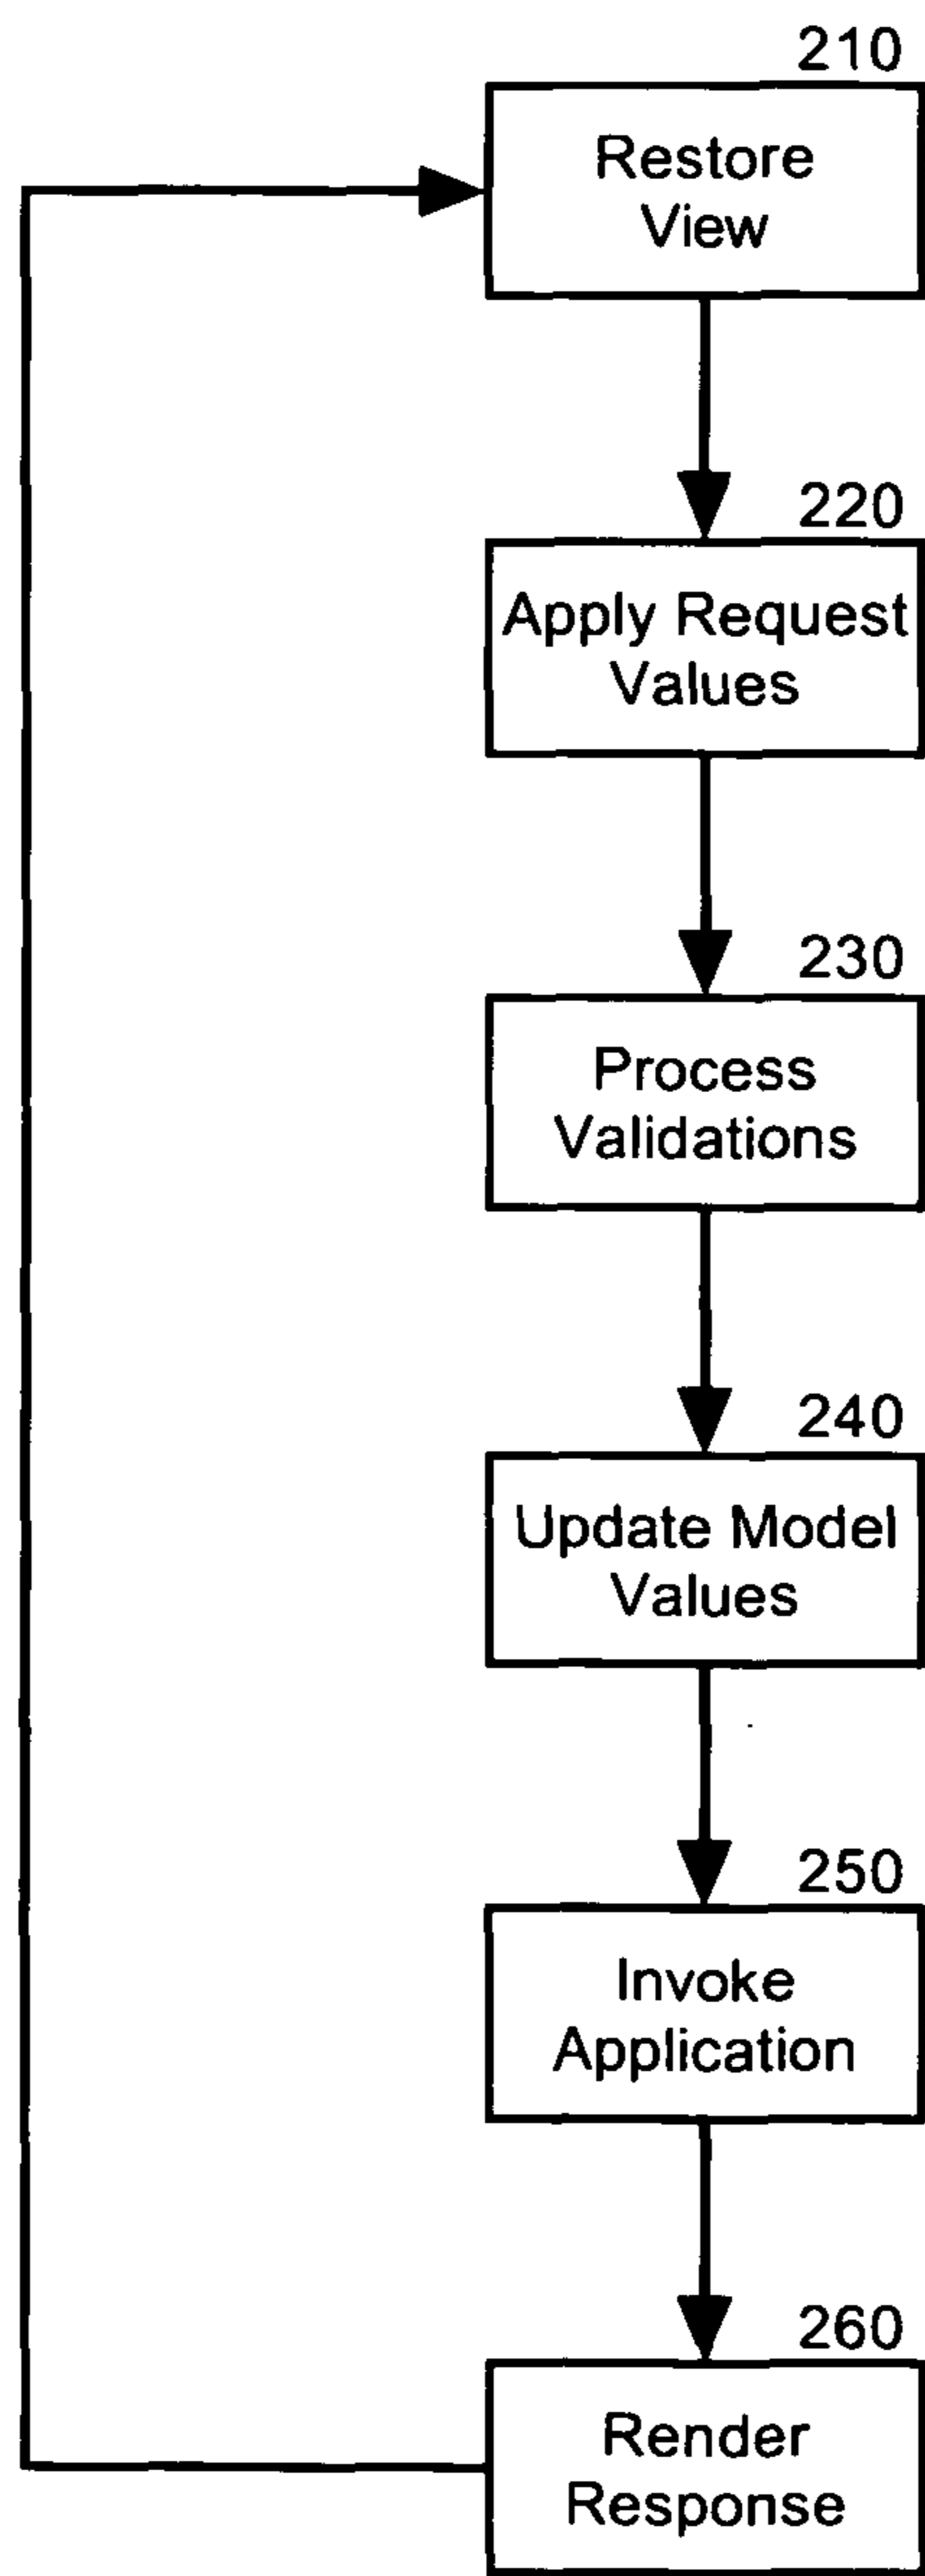 210
Restore
View
220
Apply Request
Values
230
Process
Validations
240
Update Model
Values
250
Invoke
Application
260
Render
Response